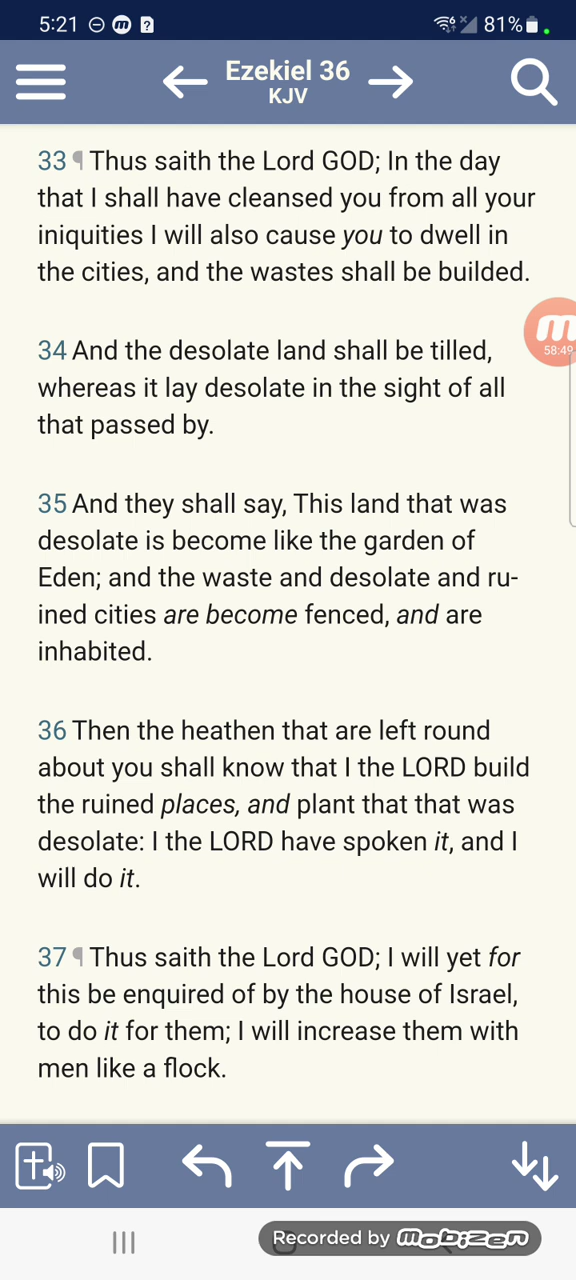 5:21 m ? 6 81%
Ezekiel 36
KJV
33 ¶ Thus saith the Lord GOD; In the day
that I shall have cleansed you from all your
iniquities I will also cause you to dwell in
the cities, and the wastes shall be builded.
m
58:49
34 And the desolate land shall be tilled,
whereas it lay desolate in the sight of all
that passed by.
35 And they shall say, This land that was
desolate is become like the garden of
Eden; and the waste and desolate and ru-
ined cities are become fenced, and are
inhabited.
36 Then the heathen that are left round
about you shall know that I the LORD build
the ruined places, and plant that that was
desolate: I the LORD have spoken it, and I
will do it.
37 ¶ Thus saith the Lord GOD; I will yet for
this be enquired of by the house of Israel,
to do it for them; I will increase them with
men like a flock.
Recorded by mobizen